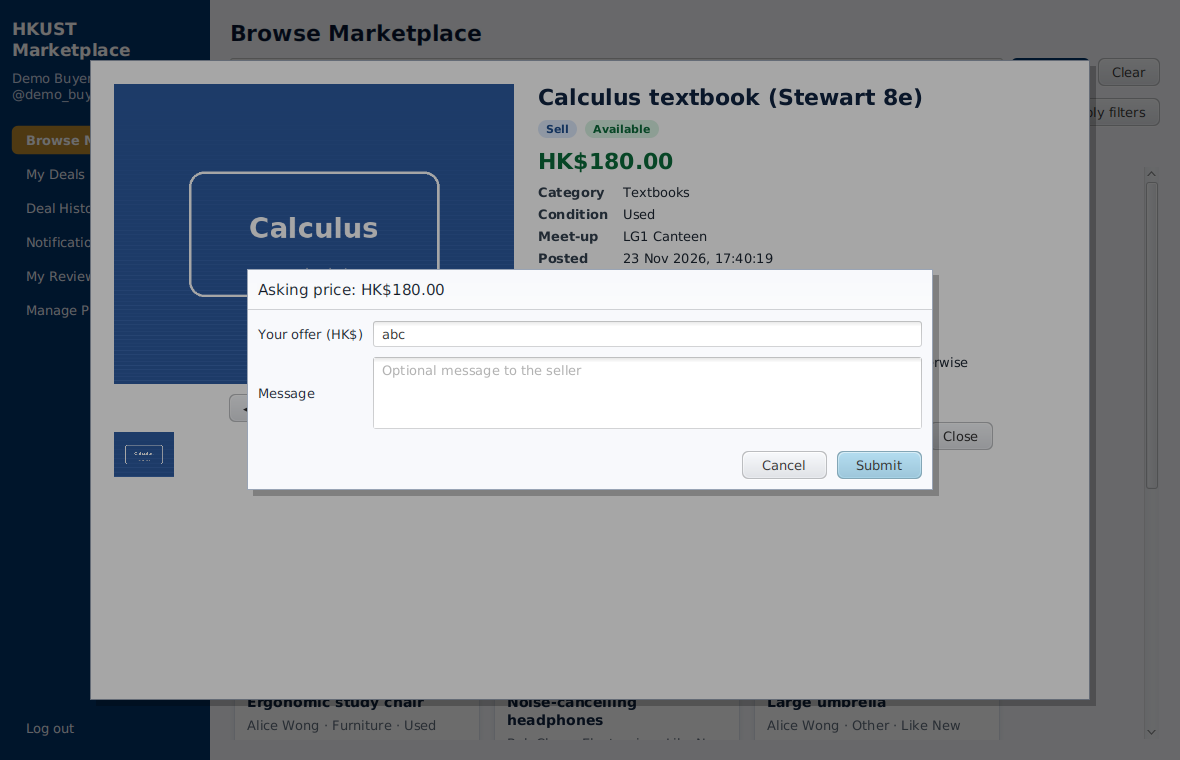 HKUST
Marketplace
Demo Buyer
@demo_buy
Browse M
My Deals
Deal Histo
Notificatio
My Review
Manage P
Log out
Browse Marketplace
Clear
ply filters
Calculus
Calculus
Calculus textbook (Stewart 8e)
Sell
Available
HK$180.00
Category Textbooks
Condition Used
Meet-up LG1 Canteen
Posted 23 Nov 2026, 17:40:19
rwise
Close
Asking price: HK$180.00
Your offer (HK$) abc
Message Optional message to the seller
Cancel Submit
Ergonomic study chair
Alice Wong · Furniture · Used
Noise-cancelling
headphones
Large umbrella
Alice Wong · Other · Like New